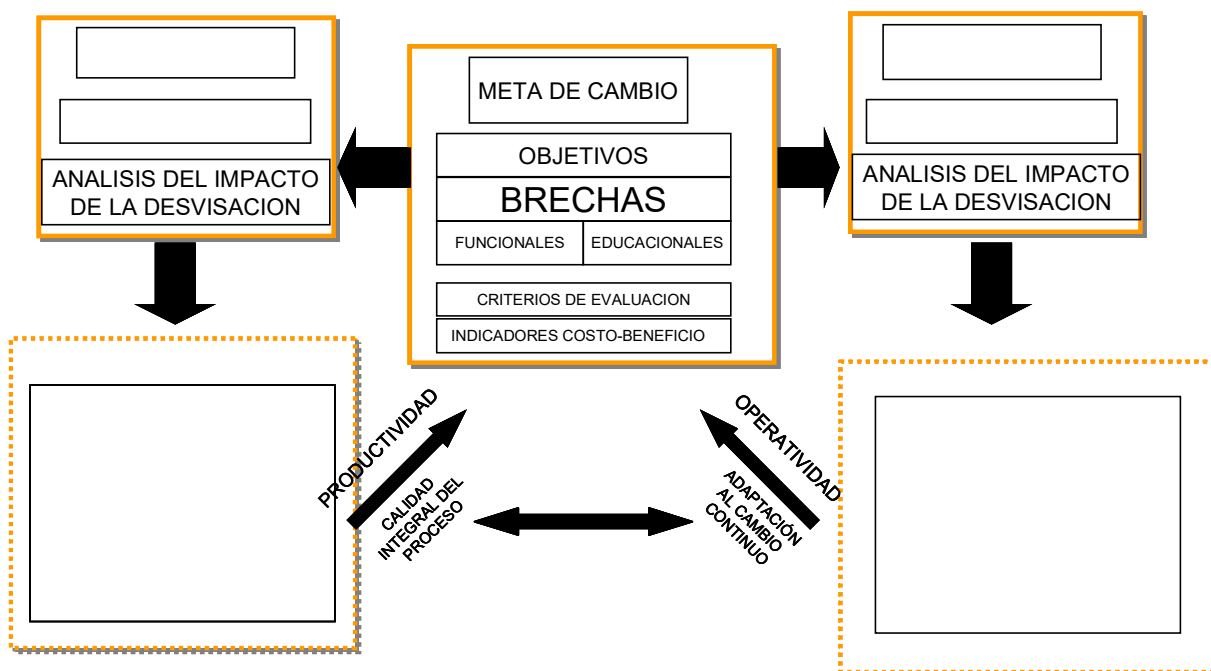 META DE CAMBIO
OBJETIVOS
BRECHAS
FUNCIONALES
EDUCACIONALES
CRITERIOS DE EVALUACION
INDICADORES COSTO-BENEFICIO
ANALISIS DEL IMPACTO
DE LA DESVISACION
ANALISIS DEL IMPACTO
DE LA DESVISACION
PRODUCTIVIDAD
CALIDAD
INTEGRAL DEL
PROCESO
OPERATIVIDAD
ADAPTACIÓN
AL CAMBIO
CONTINUO